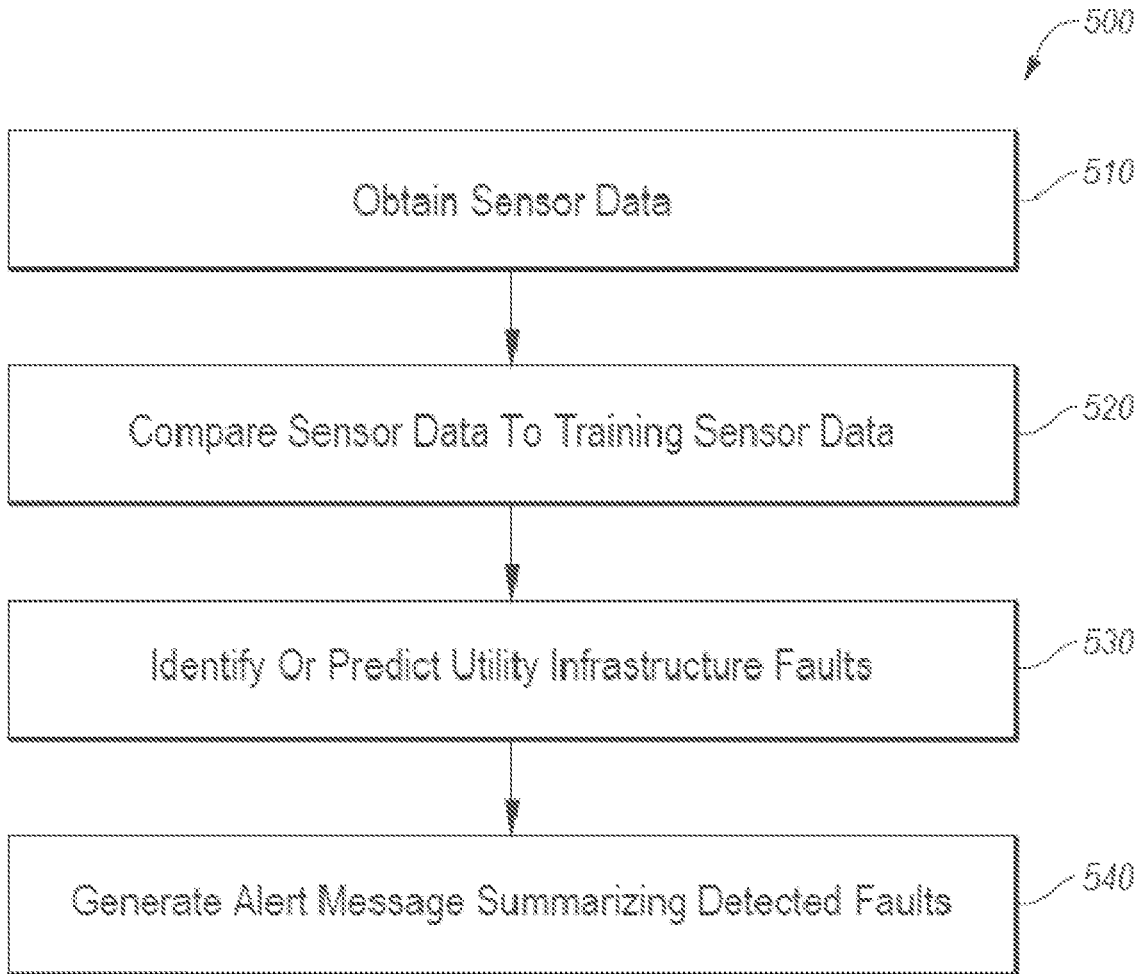 500
Obtain Sensor Data
510
Compare Sensor Data To Training Sensor Data
520
Identify Or Predict Utility Infrastructure Faults
530
Generate Alert Message Summarizing Detected Faults
540